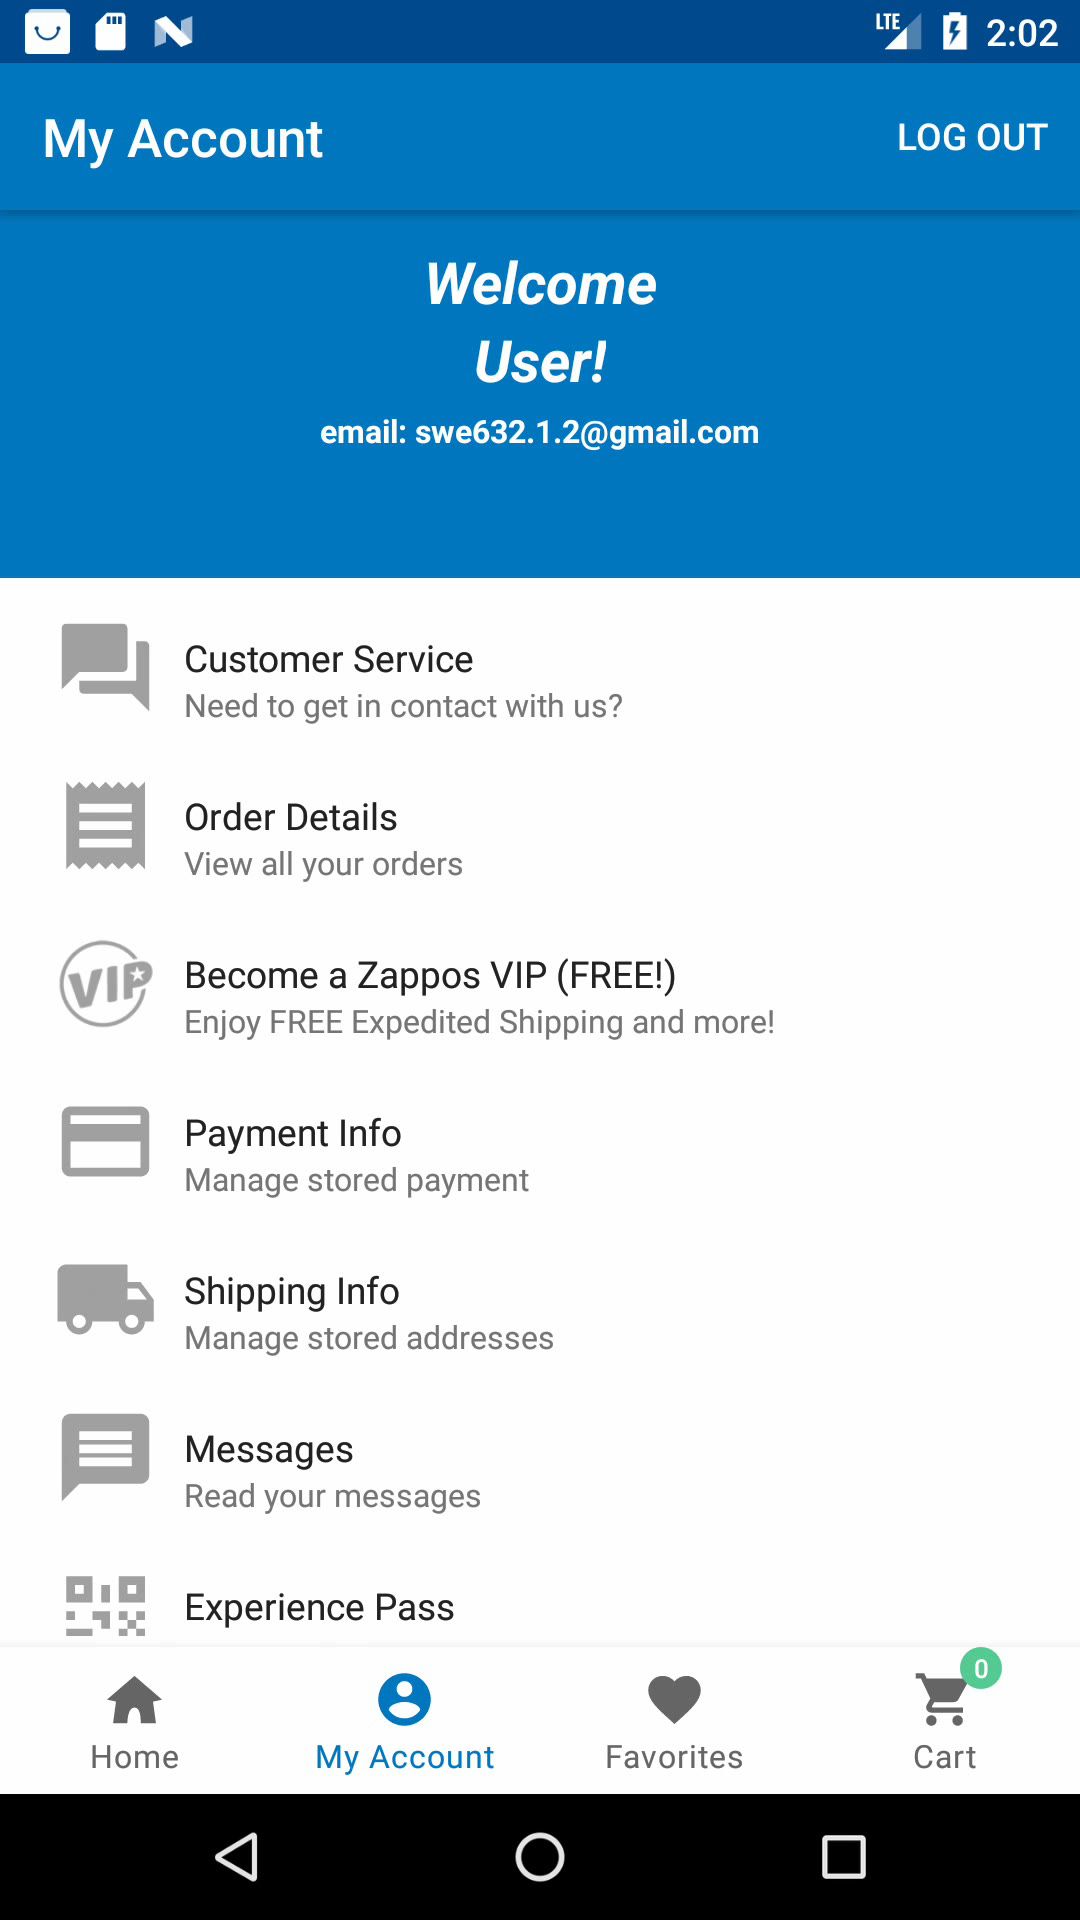 LTE 2:02
My Account
LOG OUT
Welcome
User!
email: swe632.1.2@gmail.com
Customer Service
Need to get in contact with us?
Order Details
View all your orders
VIP
Become a Zappos VIP (FREE!)
Enjoy FREE Expedited Shipping and more!
Payment Info
Manage stored payment
Shipping Info
Manage stored addresses
Messages
Read your messages
Experience Pass
0
Home
My Account
Favorites
Cart